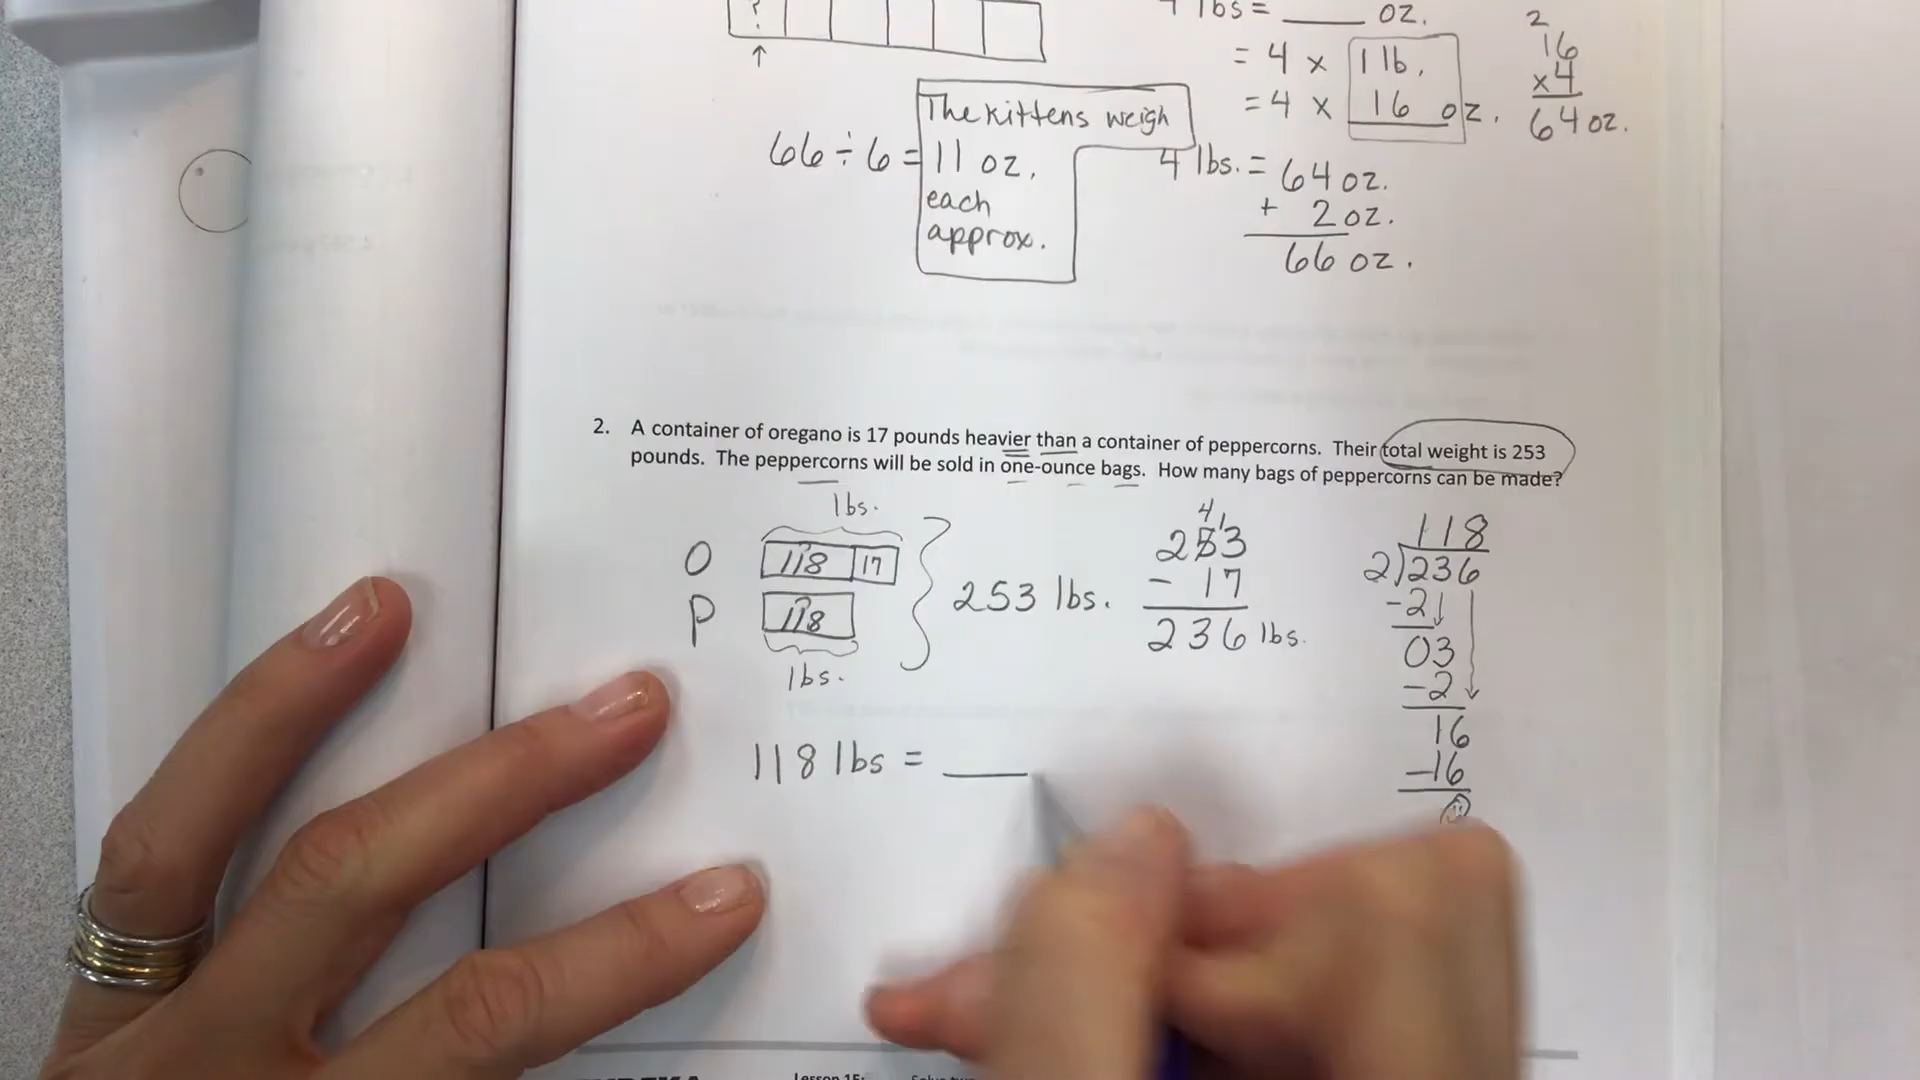 ?
lbs = ____ oz.
= 4 x 1 lb.
= 4 x 16 oz.
2
16
x4
64 oz.
The kittens weigh
66 ÷ 6 = 11 oz.
each
approx.
4 lbs. = 64 oz.
+ 2 oz.
66 oz.
2. A container of oregano is 17 pounds heavier than a container of peppercorns. Their total weight is 253
pounds. The peppercorns will be sold in one-ounce bags. How many bags of peppercorns can be made?
lbs.
O 118 17
P 118
lbs.
253 lbs.
4 1
253
- 17
236 lbs.
118
2)236
-2
03
-2
16
-16
118 lbs = ____
Lesson 15: